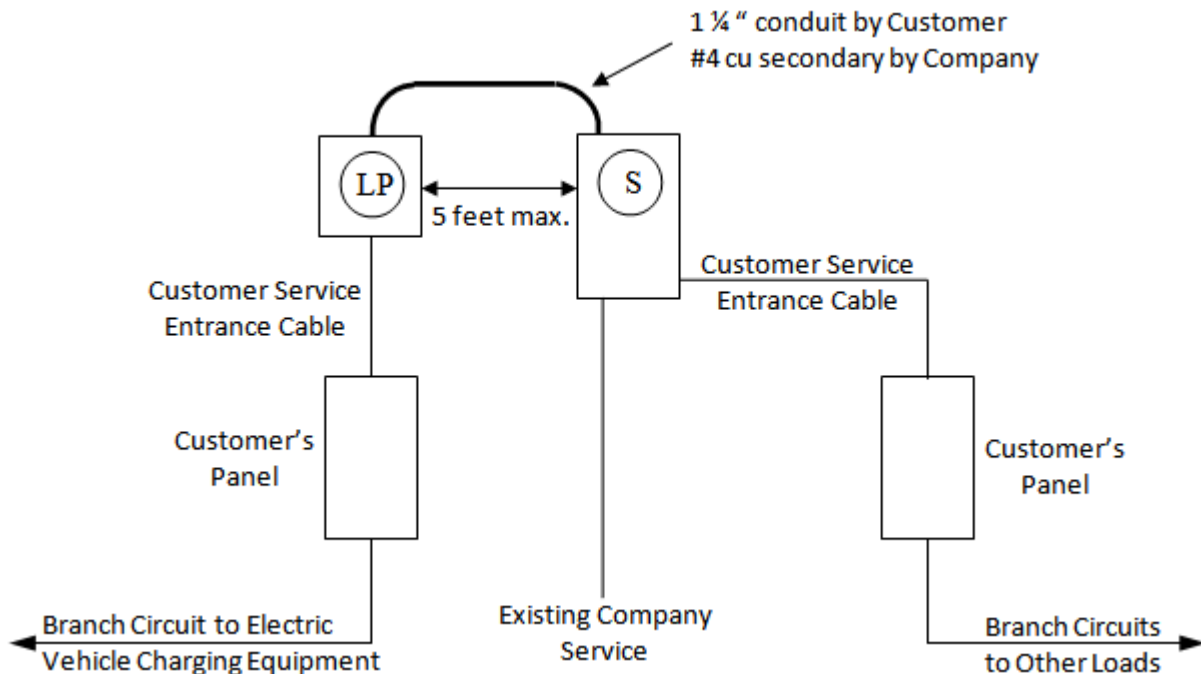 1 ¼ “ conduit by Customer
#4 cu secondary by Company
LP
S
5 feet max.
Customer Service
Entrance Cable
Customer Service
Entrance Cable
Customer’s
Panel
Customer’s
Panel
Existing Company
Service
Branch Circuit to Electric
Vehicle Charging Equipment
Branch Circuits
to Other Loads